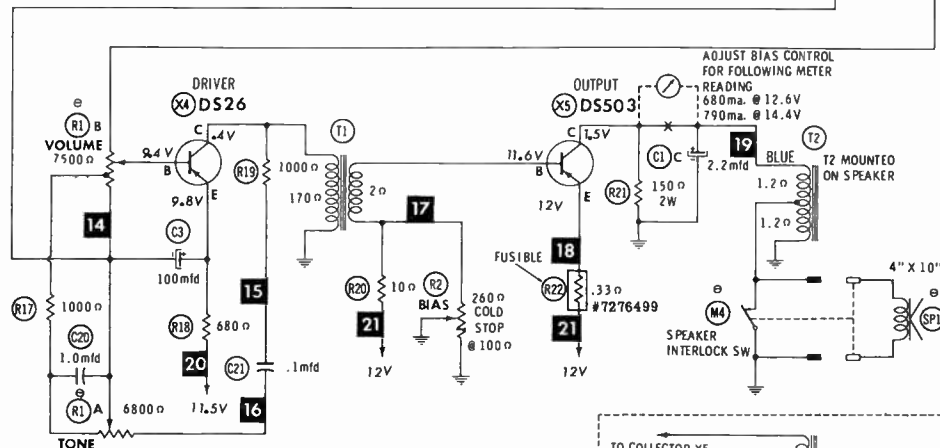 ADJUST BIAS CONTROL
FOR FOLLOWING METER
READING
680ma. @ 12.6V
790ma. @ 14.4V
DRIVER
X4 DS26
OUTPUT
X5 DS503
R1 B
VOLUME
7500Ω
C
.4V
9.4V
B
E
9.8V
R19
1000Ω
T1
170Ω
2Ω
11.6V
B
C
1.5V
E
12V
R21
150Ω
2W
C1 C
2.2mfd
19
BLUE
T2
T2 MOUNTED
ON SPEAKER
1.2Ω
1.2Ω
14
C3
100mfd
17
18
FUSIBLE
R22
.33Ω
#7276499
R17
1000Ω
15
R20
10Ω
R2
BIAS
260Ω
COLD
STOP
@ 100Ω
21
12V
21
12V
R18
680Ω
C20
1.0mfd
20
11.5V
C21
.1mfd
16
R1 A
6800Ω
TONE
M4
SPEAKER
INTERLOCK SW
4" X 10"
SP1
TO COLLECTOR